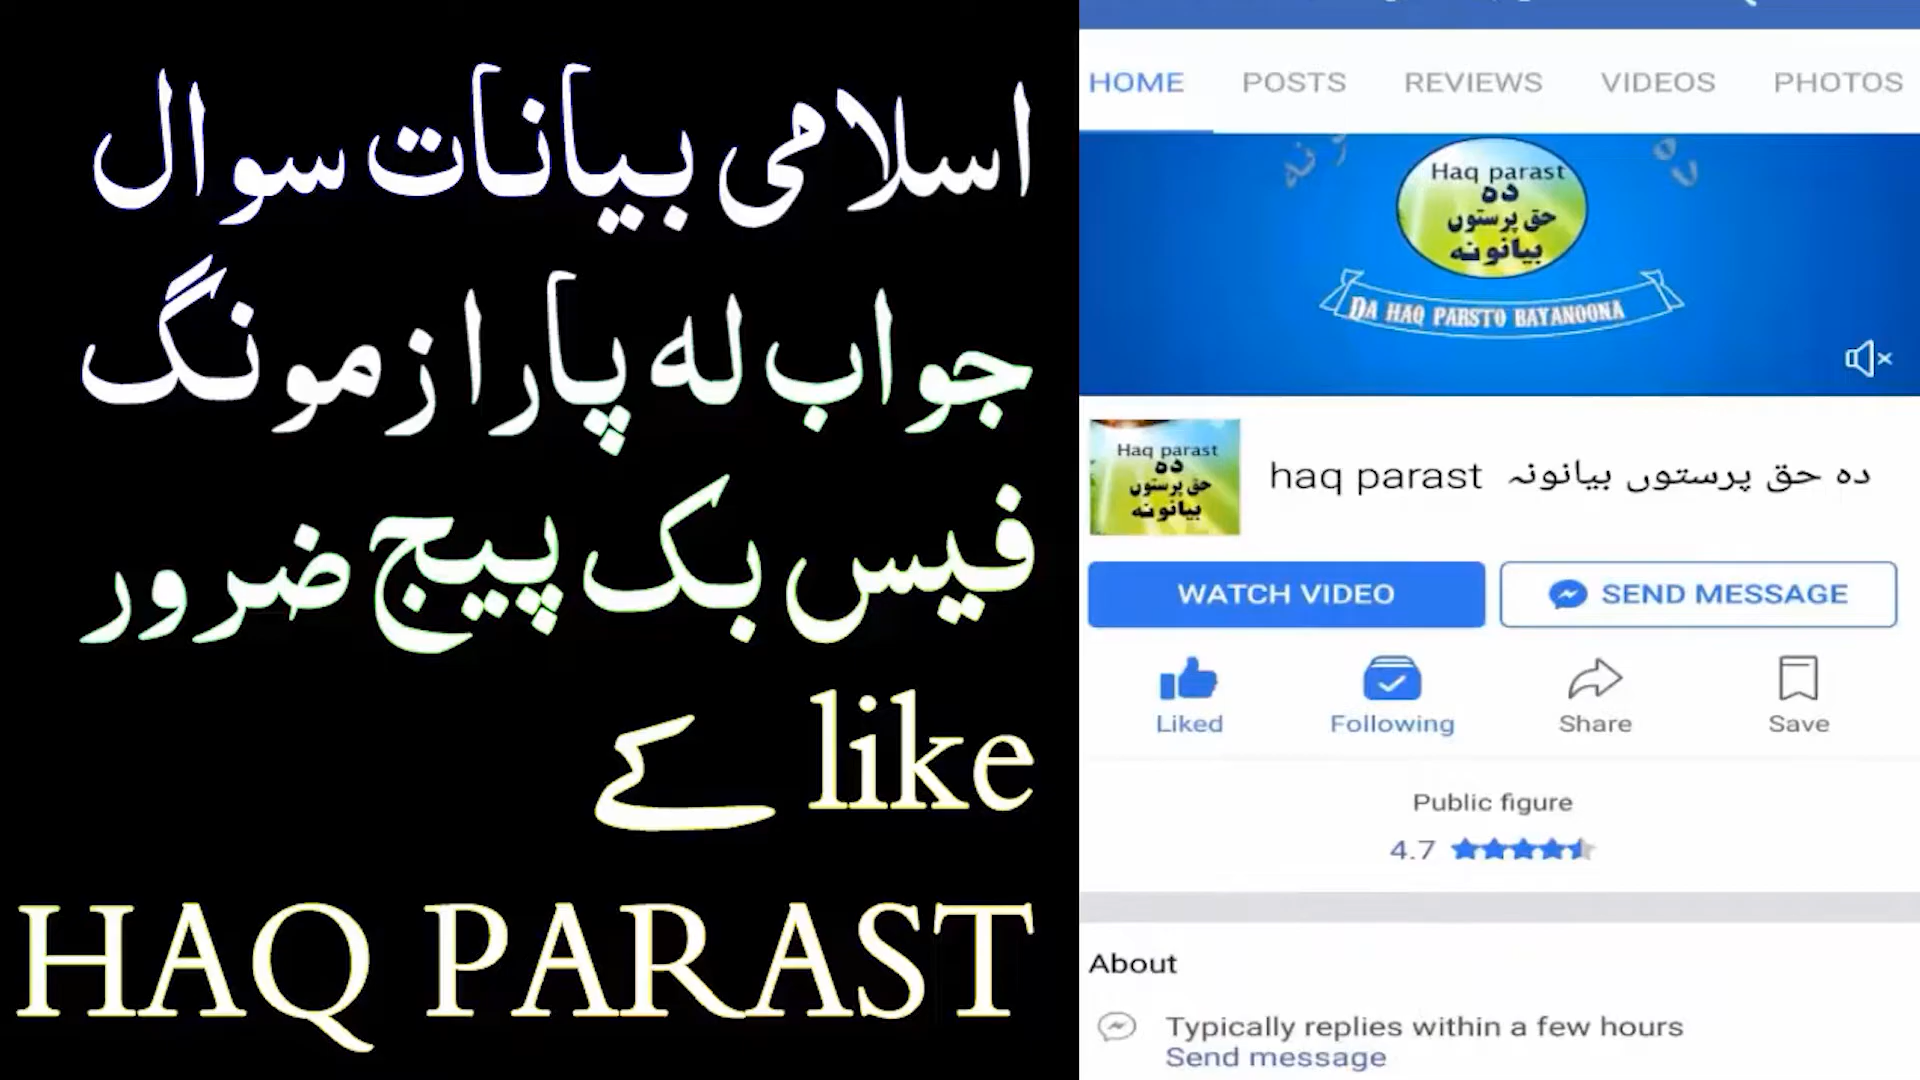 اسلامی بیانات سوال
جواب له پارا زمونگ
فیس بک پیج ضرور
like کے
HAQ PARAST
HOME POSTS REVIEWS VIDEOS PHOTOS
Haq parast
ده
حق پرستوں
بیانونه
DA HAQ PARSTO BAYANOONA
Haq parast
ده
حق پرستوں
بیانونه
haq parast ده حق پرستوں بیانونہ
WATCH VIDEO SEND MESSAGE
Liked Following Share Save
Public figure
4.7
About
Typically replies within a few hours
Send message